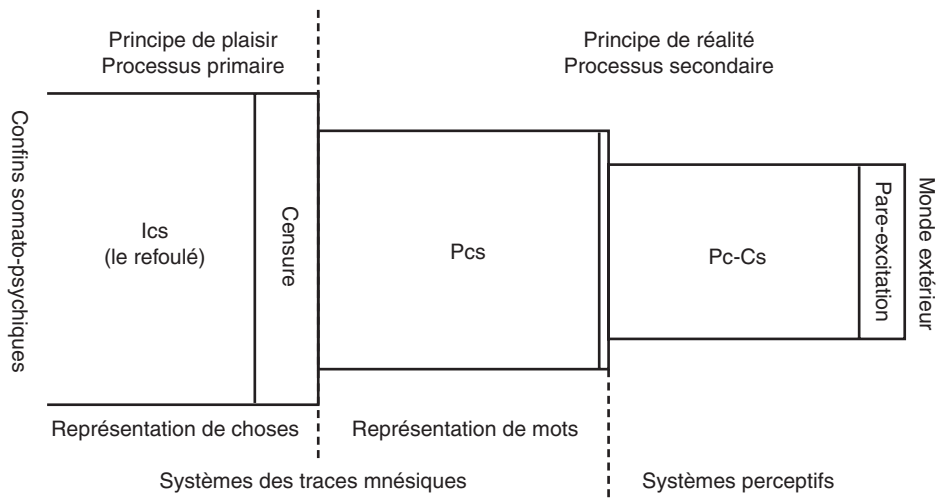 Principe de plaisir
Processus primaire
Principe de réalité
Processus secondaire
Confins somato-psychiques
Ics
(le refoulé)
Censure
Pcs
Pc-Cs
Pare-excitation
Monde extérieur
Représentation de choses
Représentation de mots
Systèmes des traces mnésiques
Systèmes perceptifs